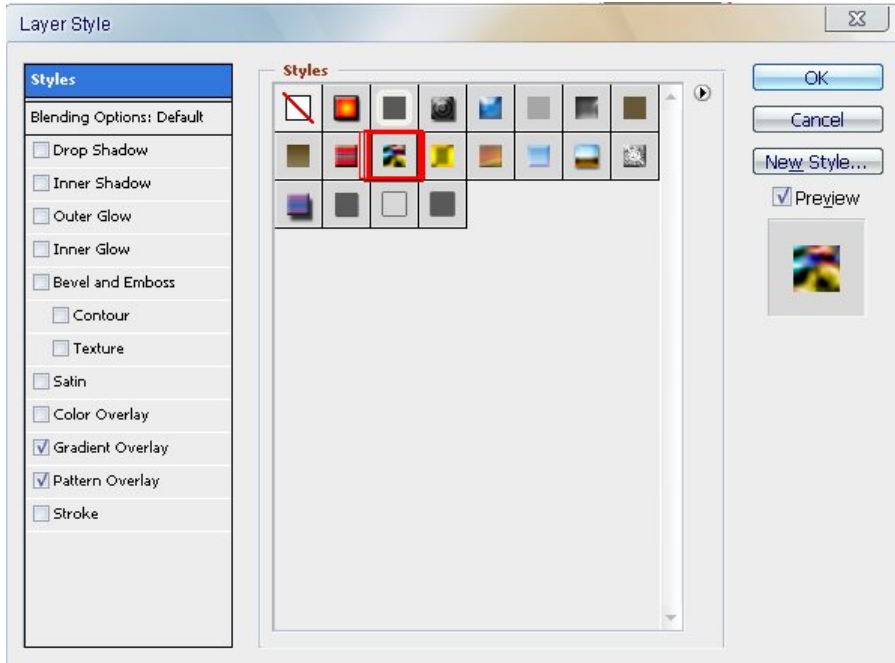 Layer Style
Styles
Blending Options: Default
Drop Shadow
Inner Shadow
Outer Glow
Inner Glow
Bevel and Emboss
Contour
Texture
Satin
Color Overlay
Gradient Overlay
Pattern Overlay
Stroke
Styles
OK
Cancel
New Style...
Preview